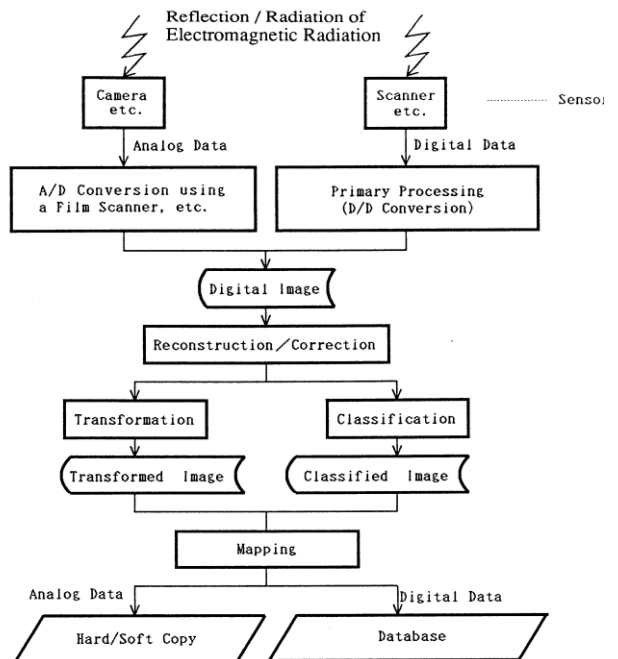 Reflection / Radiation of
Electromagnetic Radiation
Camera
etc.
Scanner
etc.
Analog Data
Digital Data
A/D Conversion using
a Film Scanner, etc.
Primary Processing
(D/D Conversion)
Digital Image
Reconstruction/Correction
Transformation
Classification
Transformed Image
Classified Image
Mapping
Analog Data
Digital Data
Hard/Soft Copy
Database